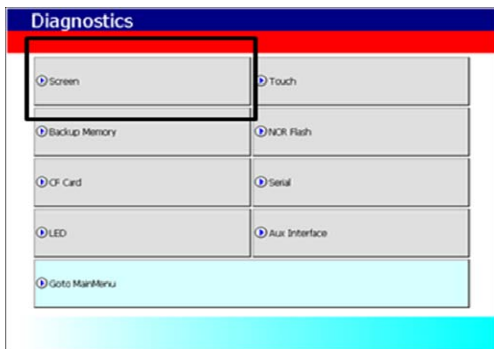 Diagnostics
Screen
Touch
Backup Memory
NOR Flash
CF Card
Serial
LED
Aux Interface
Goto MainMenu